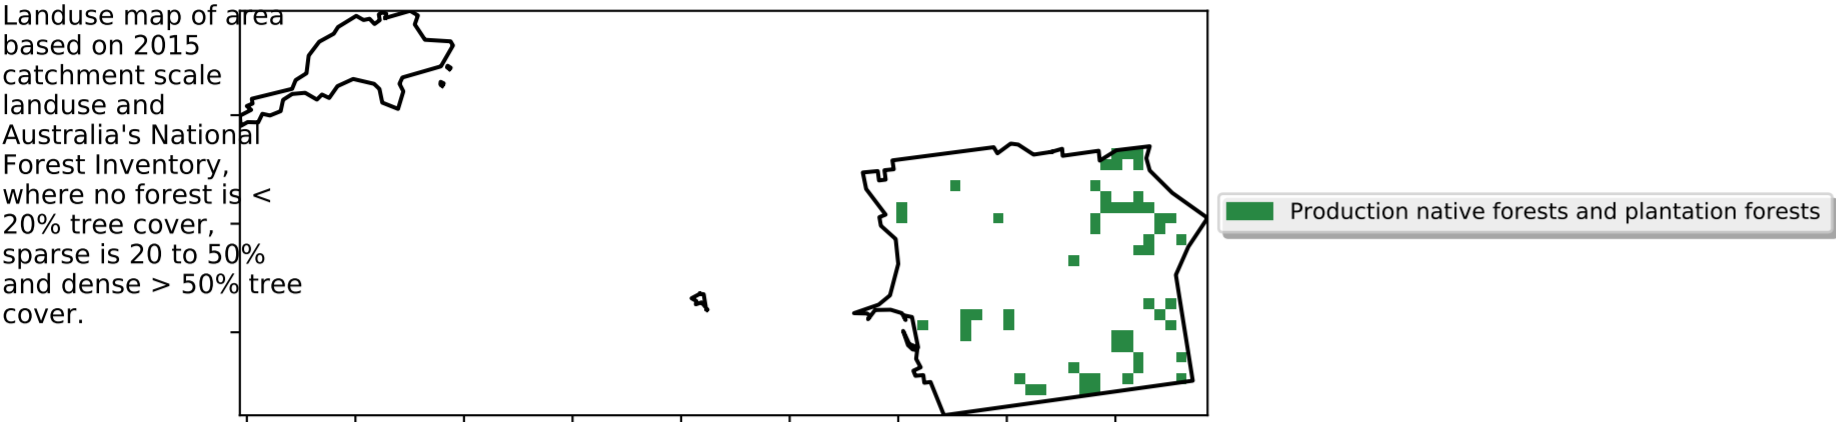 Landuse map of area
based on 2015
catchment scale
landuse and
Australia's National
Forest Inventory,
where no forest is <
20% tree cover,
sparse is 20 to 50%
and dense > 50% tree
cover.
Production native forests and plantation forests